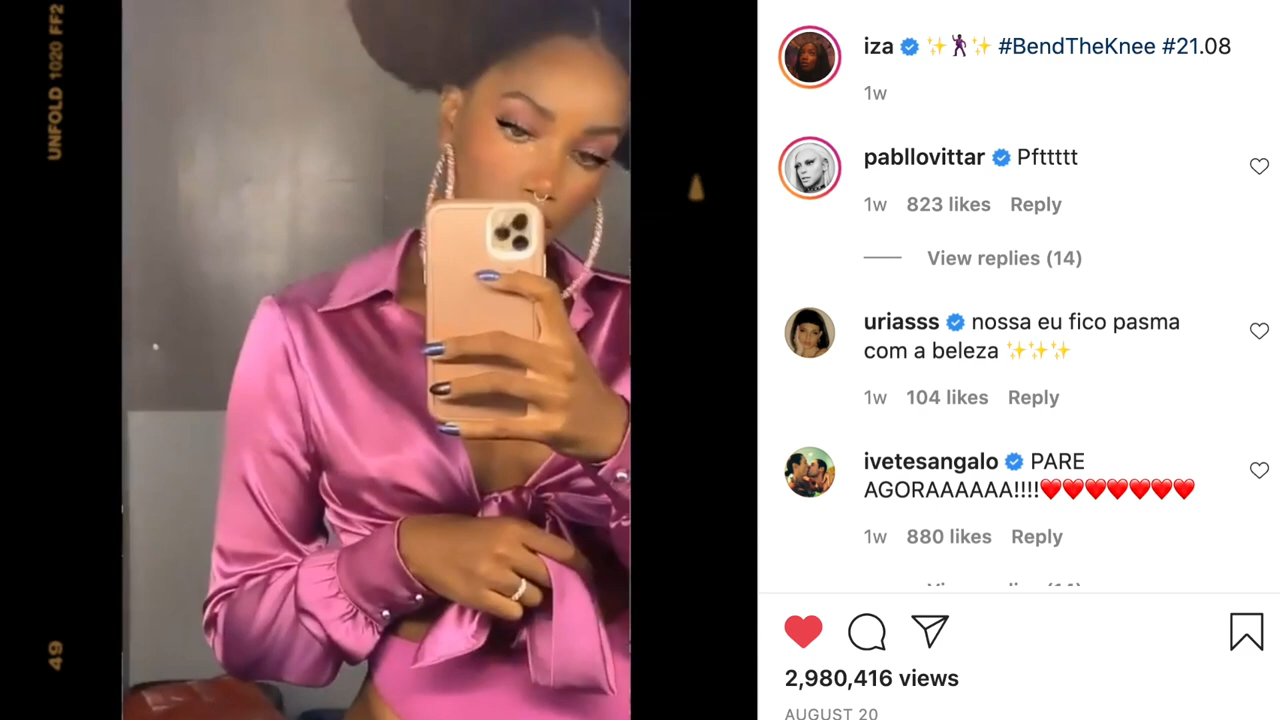 UNFOLD 1020 FF2
49
iza ✨🕺🏿✨ #BendTheKnee #21.08
1w
pabllovittar Pfttttt
1w 823 likes Reply
View replies (14)
uriasss nossa eu fico pasma
com a beleza ✨✨✨
1w 104 likes Reply
ivetesangalo PARE
AGORAAAAAA!!!!❤️❤️❤️❤️❤️❤️❤️
1w 880 likes Reply
2,980,416 views
AUGUST 20